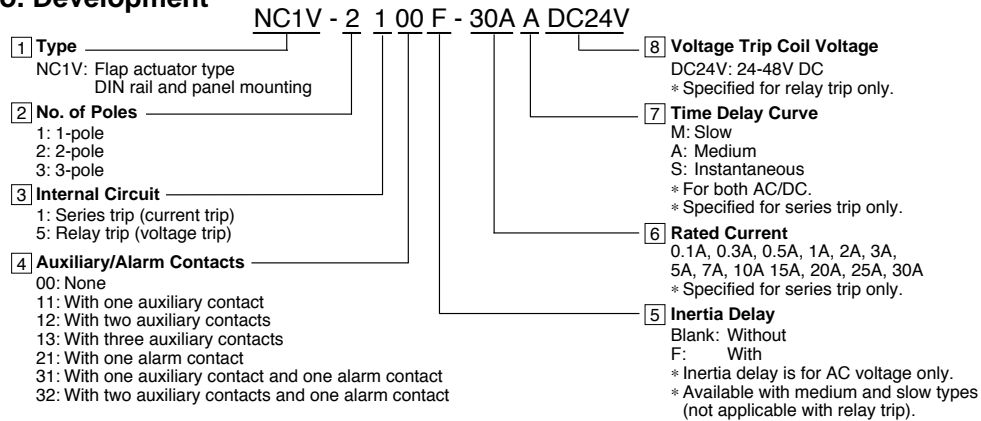 NC1V - 2 1 00 F - 30A A DC24V
1 Type
NC1V: Flap actuator type
DIN rail and panel mounting
2 No. of Poles
1: 1-pole
2: 2-pole
3: 3-pole
3 Internal Circuit
1: Series trip (current trip)
5: Relay trip (voltage trip)
4 Auxiliary/Alarm Contacts
00: None
11: With one auxiliary contact
12: With two auxiliary contacts
13: With three auxiliary contacts
21: With one alarm contact
31: With one auxiliary contact and one alarm contact
32: With two auxiliary contacts and one alarm contact
8 Voltage Trip Coil Voltage
DC24V: 24-48V DC
* Specified for relay trip only.
7 Time Delay Curve
M: Slow
A: Medium
S: Instantaneous
* For both AC/DC.
* Specified for series trip only.
6 Rated Current
0.1A, 0.3A, 0.5A, 1A, 2A, 3A,
5A, 7A, 10A 15A, 20A, 25A, 30A
* Specified for series trip only.
5 Inertia Delay
Blank: Without
F: With
* Inertia delay is for AC voltage only.
* Available with medium and slow types
(not applicable with relay trip).